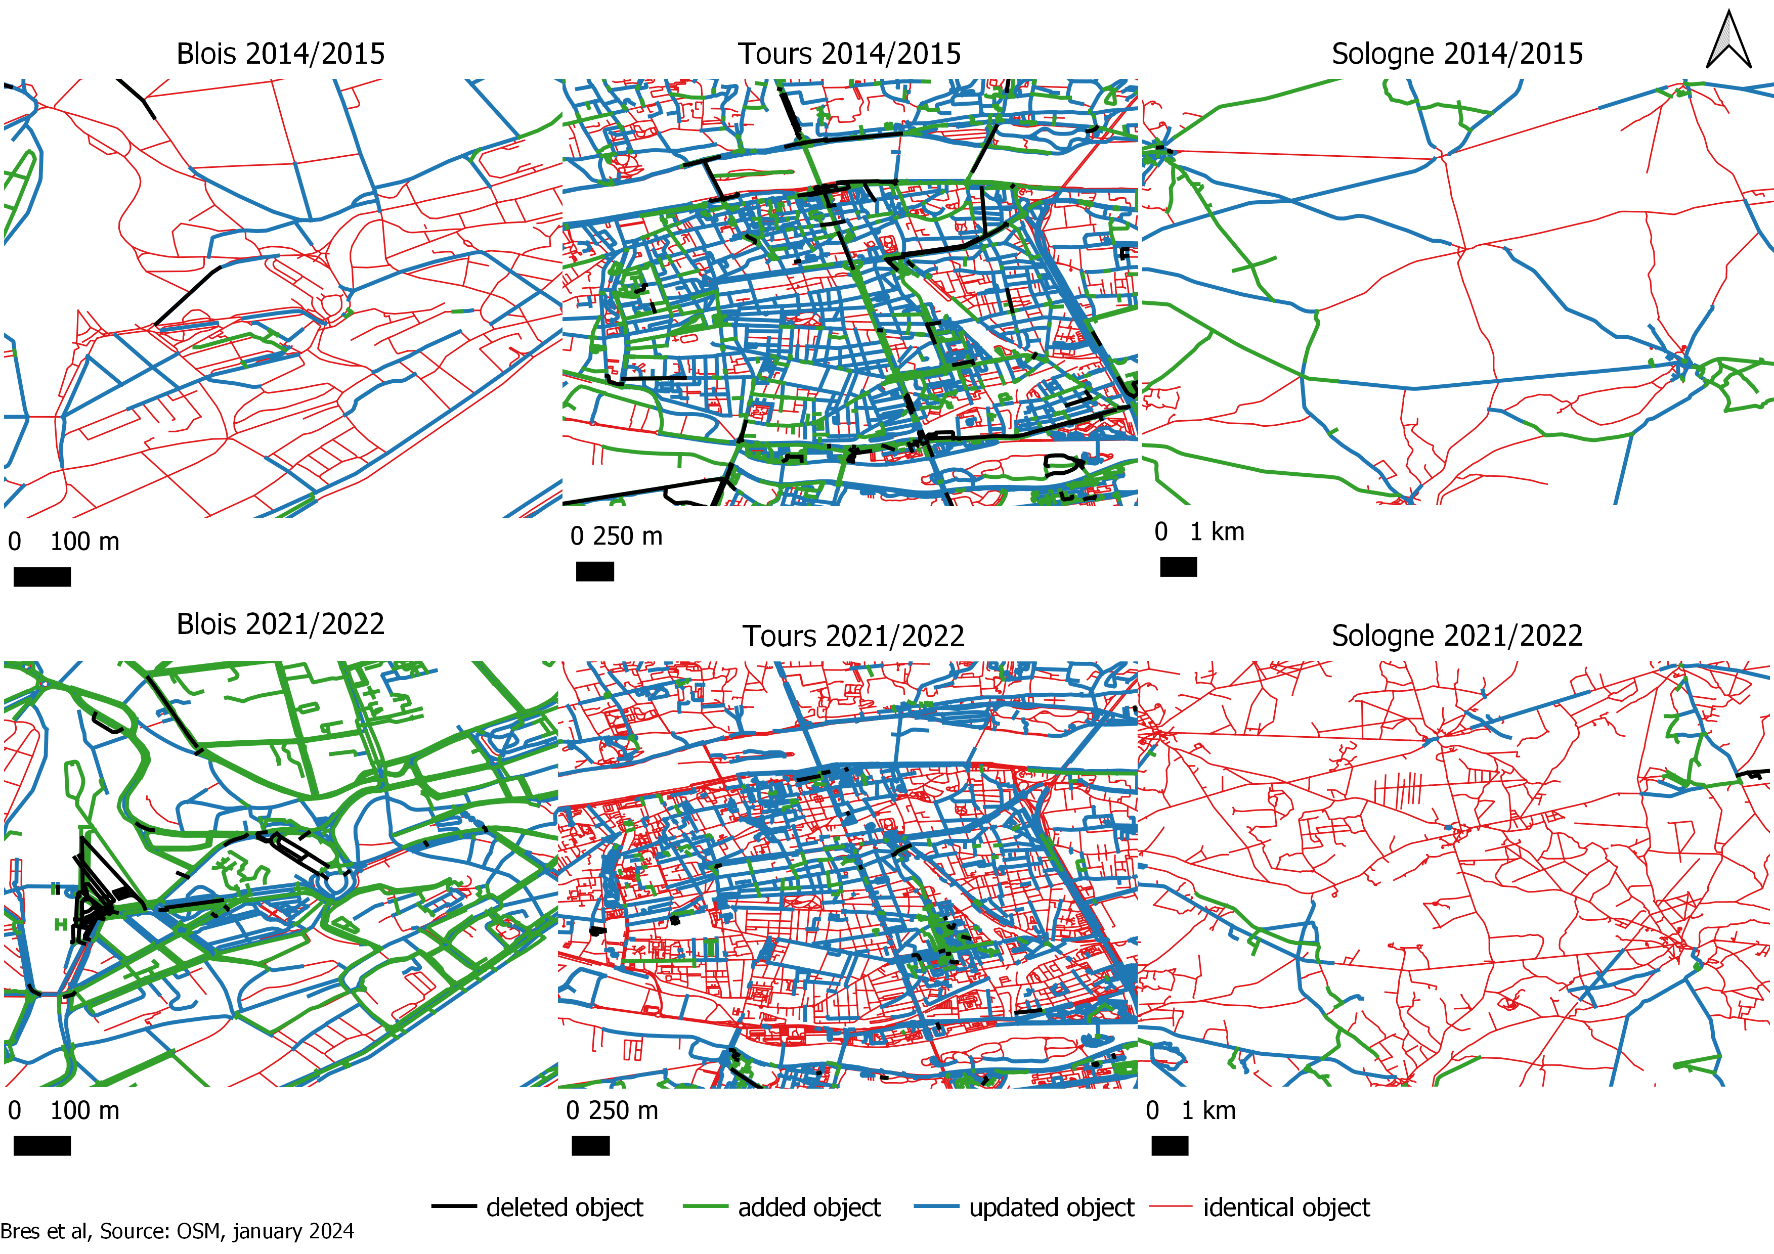 Blois 2014/2015
Tours 2014/2015
Sologne 2014/2015
0 100 m
0 250 m
0 1 km
Blois 2021/2022
Tours 2021/2022
Sologne 2021/2022
0 100 m
0 250 m
0 1 km
deleted object
added object
updated object
identical object
Bres et al, Source: OSM, january 2024